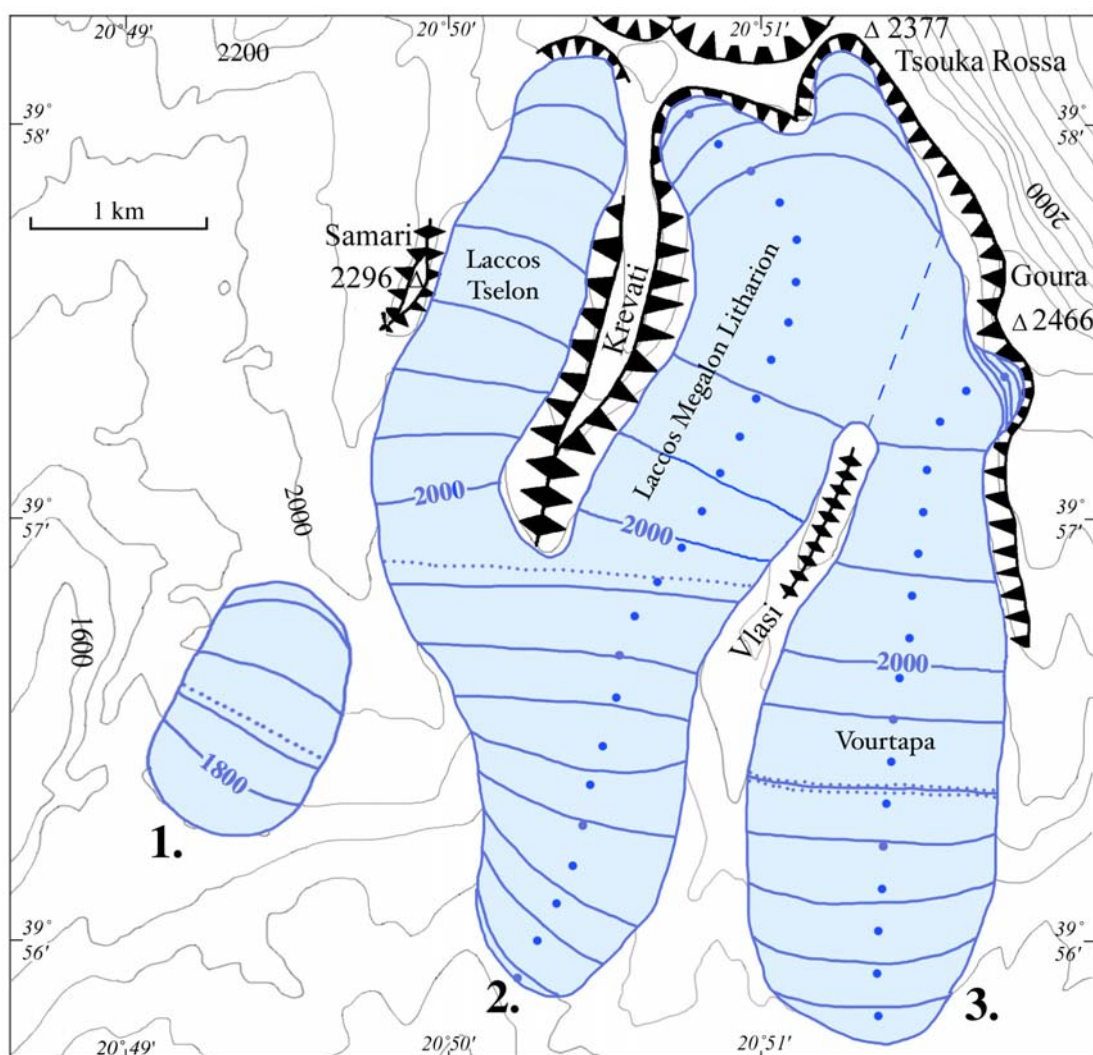 20°49'
20°50'
20°51'
Δ 2377
Tsouka Rossa
2200
39°
58'
39°
58'
1 km
2000
Samari
2296 Δ
Laccos
Tselon
Krevati
Laccos Megalon Litharion
Goura
Δ 2466
2000
2000
2000
39°
57'
39°
57'
1600
Vlasi
2000
Vourtapa
1800
1.
39°
56'
39°
56'
2.
3.
20°49'
20°50'
20°51'